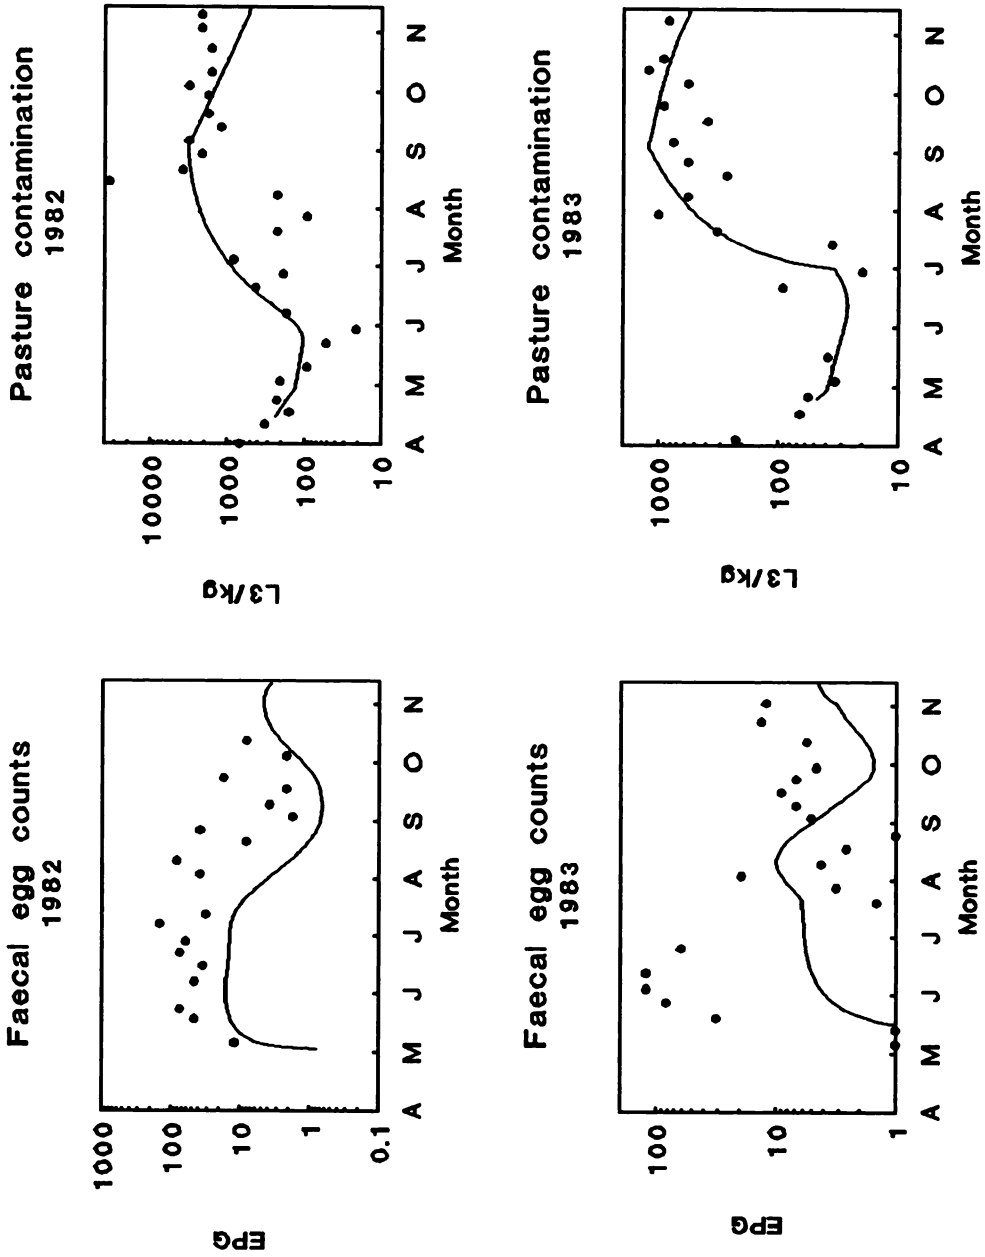 Faecal egg counts
1982
EPG
1000
100
10
1
0.1
A M J J A S O N
Month
Pasture contamination
1982
L3/kg
10000
1000
100
10
A M J J A S O N
Month
Faecal egg counts
1983
EPG
100
10
1
A M J J A S O N
Month
Pasture contamination
1983
L3/kg
1000
100
10
A M J J A S O N
Month